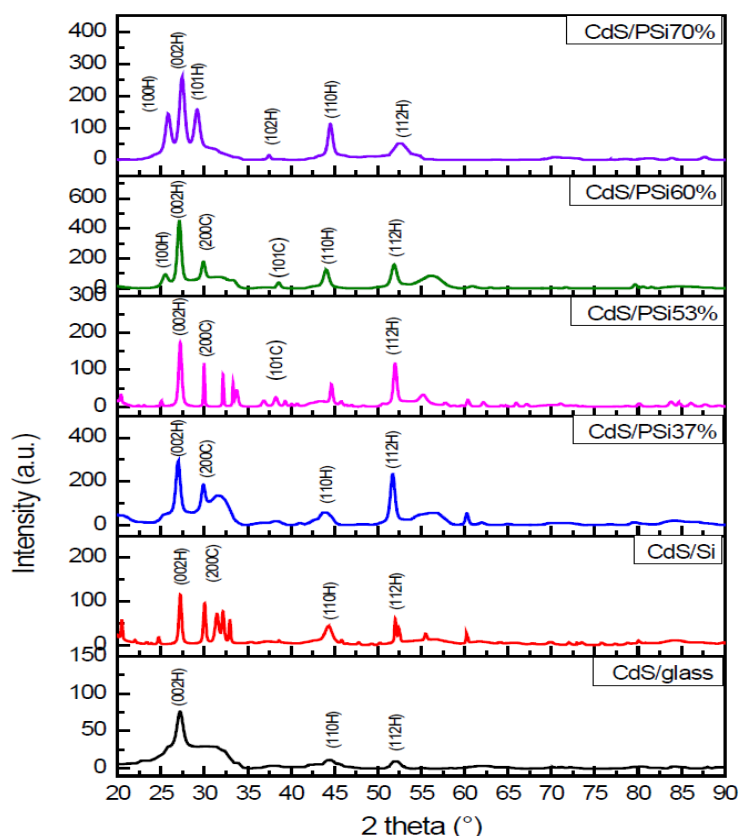 CdS/PSi70%
400
300
200
100
0
(100H)
(002H)
(101H)
(102H)
(110H)
(112H)
CdS/PSi60%
600
400
200
0
(100H)
(002H)
(200C)
(101C)
(110H)
(112H)
CdS/PSi53%
300
200
100
0
(002H)
(200C)
(101C)
(112H)
CdS/PSi37%
400
200
0
(002H)
(200C)
(110H)
(112H)
CdS/Si
200
100
0
(002H)
(200C)
(110H)
(112H)
CdS/glass
150
100
50
0
(002H)
(110H)
(112H)
20 25 30 35 40 45 50 55 60 65 70 75 80 85 90
2 theta (°)
Intensity (a.u.)